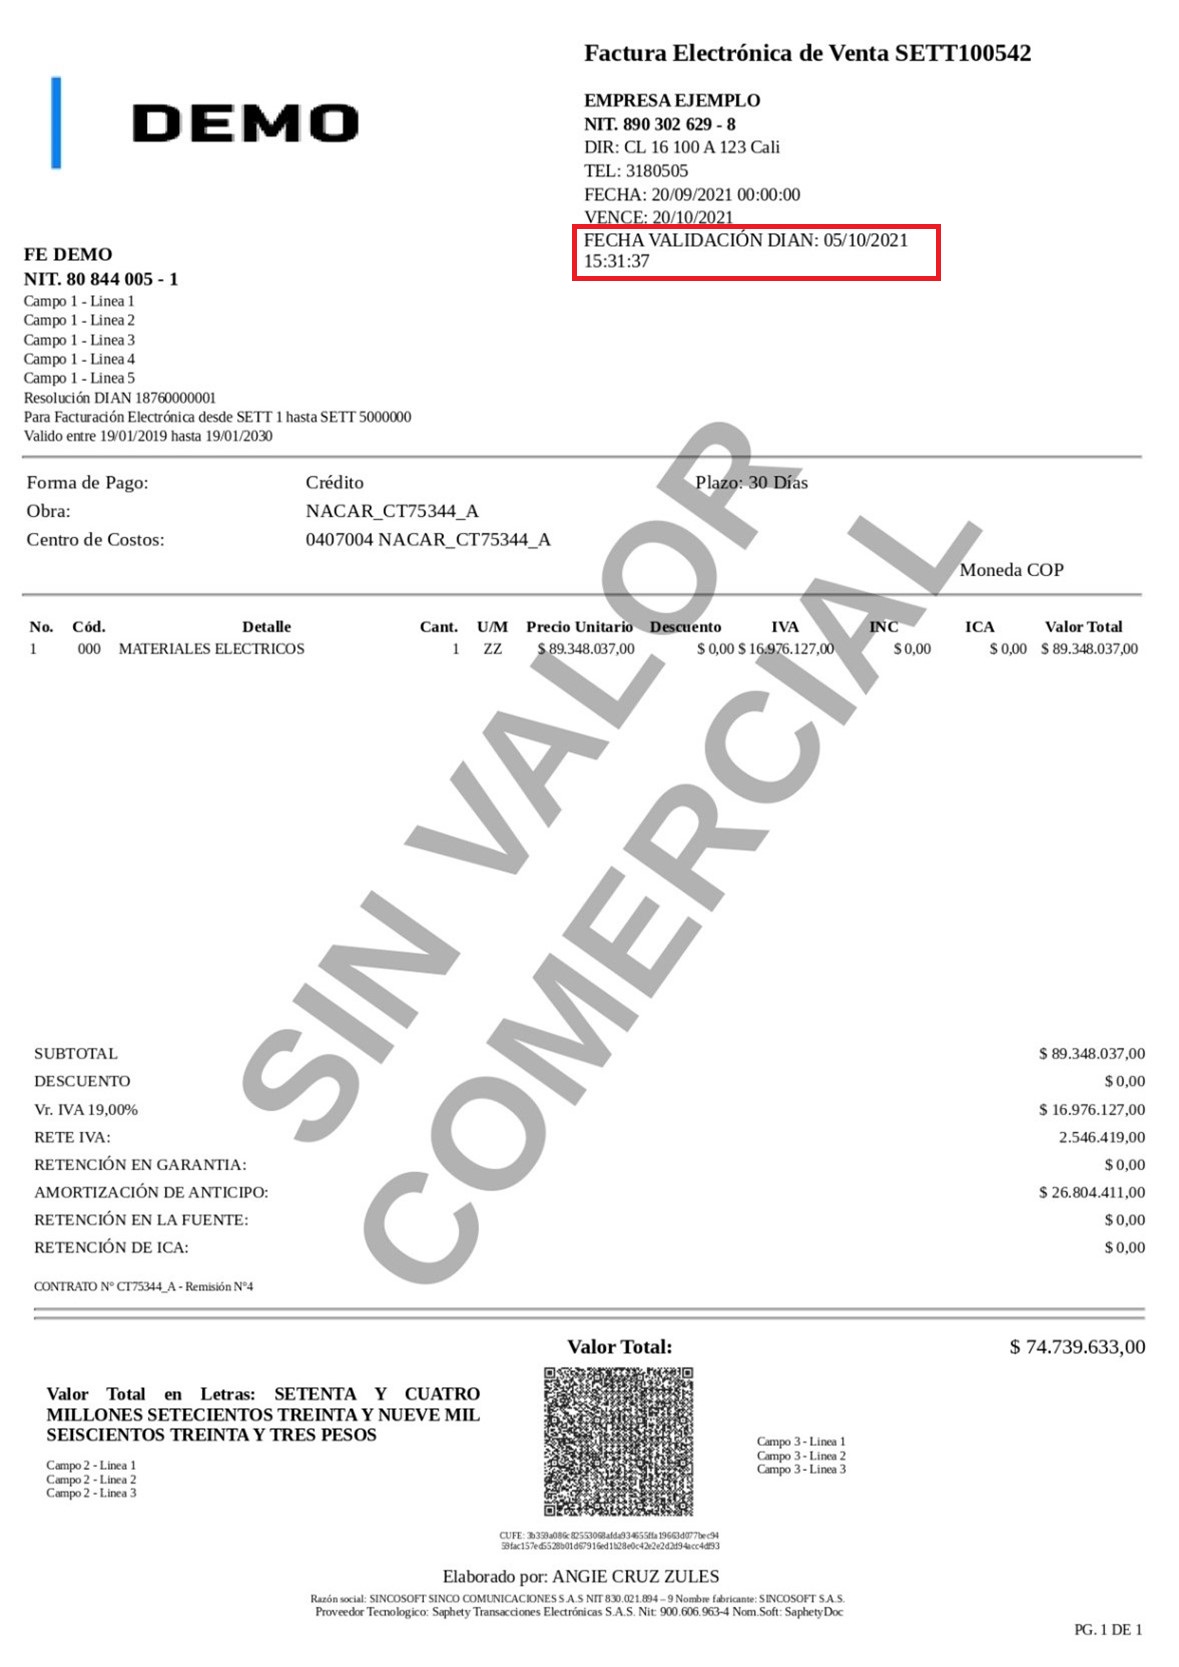 DEMO
Factura Electrónica de Venta SETT100542
EMPRESA EJEMPLO
NIT. 890 302 629 - 8
DIR: CL 16 100 A 123 Cali
TEL: 3180505
FECHA: 20/09/2021 00:00:00
VENCE: 20/10/2021
FECHA VALIDACIÓN DIAN: 05/10/2021
15:31:37
FE DEMO
NIT. 80 844 005 - 1
Campo 1 - Linea 1
Campo 1 - Linea 2
Campo 1 - Linea 3
Campo 1 - Linea 4
Campo 1 - Linea 5
Resolución DIAN 18760000001
Para Facturación Electrónica desde SETT 1 hasta SETT 5000000
Valido entre 19/01/2019 hasta 19/01/2030
Forma de Pago: Crédito Plazo: 30 Días
Obra: NACAR_CT75344_A
Centro de Costos: 0407004 NACAR_CT75344_A
Moneda COP
No. Cód. Detalle Cant. U/M Precio Unitario Descuento IVA INC ICA Valor Total
1 000 MATERIALES ELECTRICOS 1 ZZ $ 89.348.037,00 $ 0,00 $ 16.976.127,00 $ 0,00 $ 0,00 $ 89.348.037,00
SIN VALOR
COMERCIAL
SUBTOTAL $ 89.348.037,00
DESCUENTO $ 0,00
Vr. IVA 19,00% $ 16.976.127,00
RETE IVA: 2.546.419,00
RETENCIÓN EN GARANTIA: $ 0,00
AMORTIZACIÓN DE ANTICIPO: $ 26.804.411,00
RETENCIÓN EN LA FUENTE: $ 0,00
RETENCIÓN DE ICA: $ 0,00
CONTRATO N° CT75344_A - Remisión N°4
Valor Total: $ 74.739.633,00
Valor Total en Letras: SETENTA Y CUATRO
MILLONES SETECIENTOS TREINTA Y NUEVE MIL
SEISCIENTOS TREINTA Y TRES PESOS
Campo 2 - Linea 1
Campo 2 - Linea 2
Campo 2 - Linea 3
Campo 3 - Linea 1
Campo 3 - Linea 2
Campo 3 - Linea 3
CUFE:
Elaborado por: ANGIE CRUZ ZULES
Razón social: SINCOSOFT SINCO COMUNICACIONES S.A.S NIT 830.021.894 – 9 Nombre fabricante: SINCOSOFT S.A.S.
Proveedor Tecnologico: Saphety Transacciones Electrónicas S.A.S. Nit: 900.606.963-4 Nom.Soft: SaphetyDoc
PG. 1 DE 1